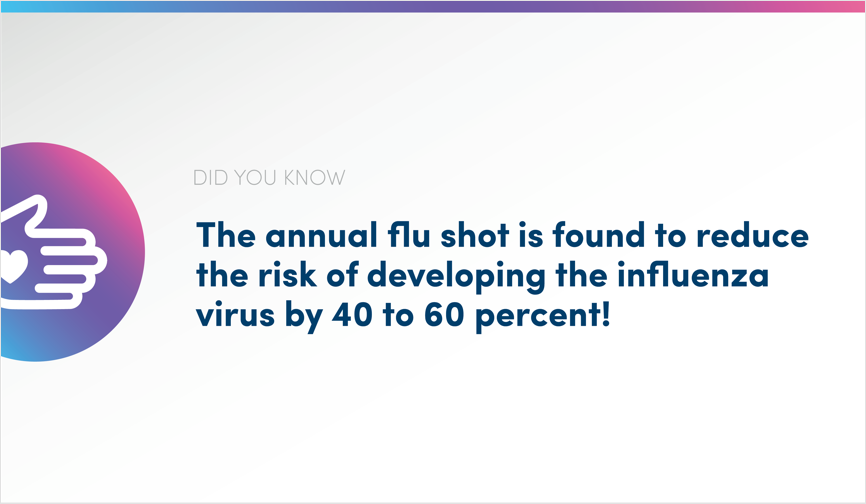 DID YOU KNOW
The annual flu shot is found to reduce
the risk of developing the influenza
virus by 40 to 60 percent!